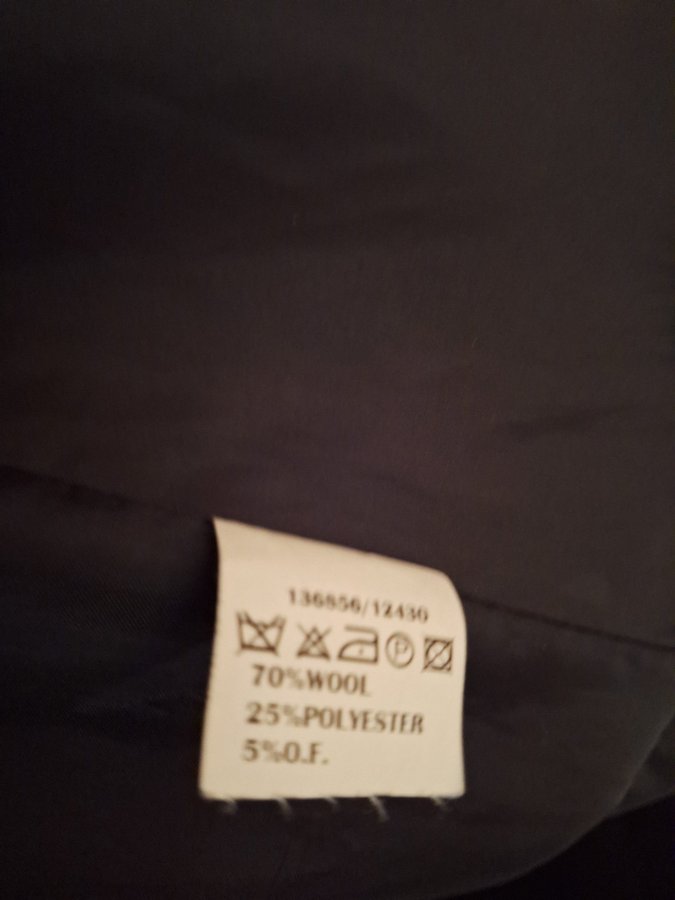 136856/12430
P
70%WOOL
25%POLYESTER
5%O.F.